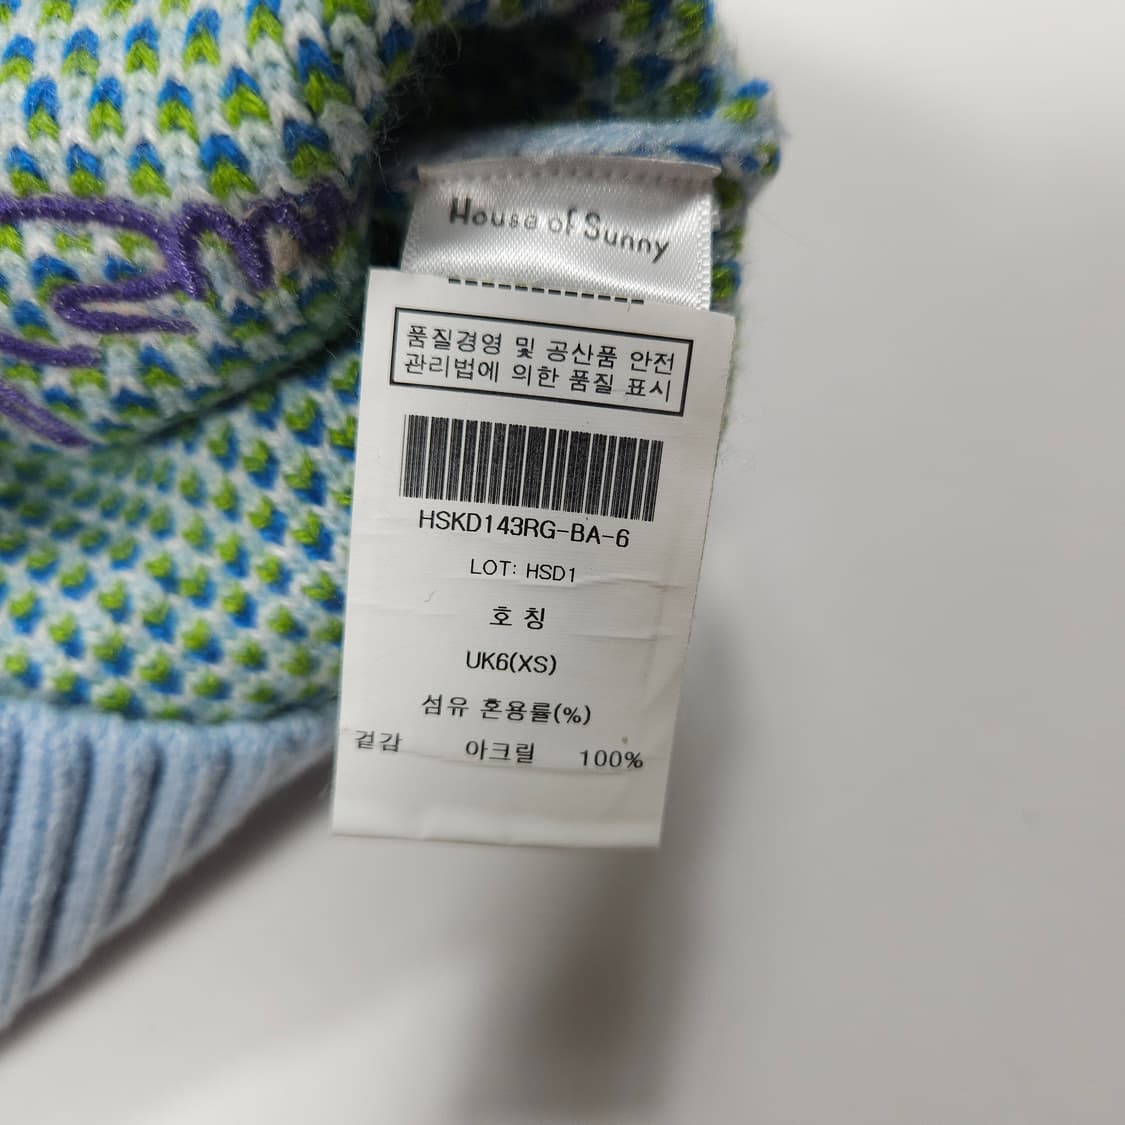 House of Sunny
품질경영 및 공산품 안전
관리법에 의한 품질 표시
HSKD143RG-BA-6
LOT: HSD1
호 칭
UK6(XS)
섬유 혼용률(%)
겉감 아크릴 100%